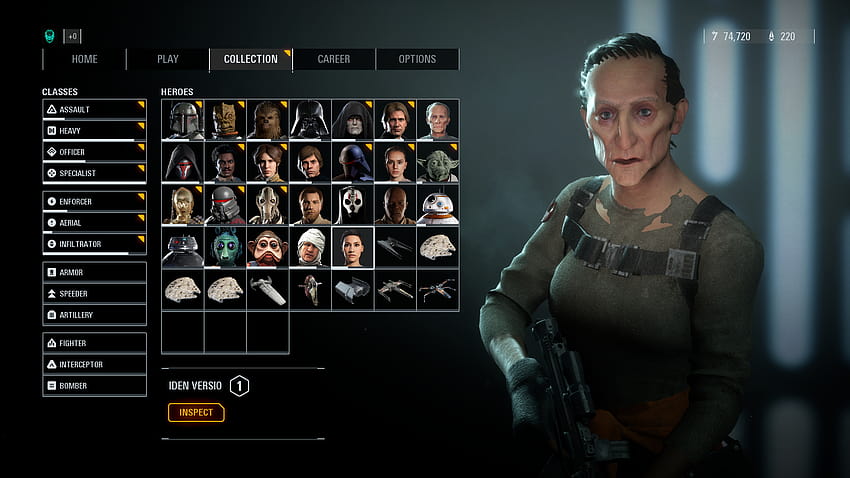 +0
74,720 220
HOME PLAY COLLECTION CAREER OPTIONS
CLASSES
ASSAULT
HEAVY
OFFICER
SPECIALIST
ENFORCER
AERIAL
INFILTRATOR
ARMOR
SPEEDER
ARTILLERY
FIGHTER
INTERCEPTOR
BOMBER
HEROES
IDEN VERSIO 1
INSPECT